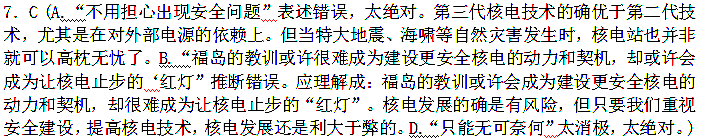 7．C (A. “不用担心出现安全问题”表述错误，太绝对。第三代核电技术的确优于第二代技
术，尤其是在对外部电源的依赖上。但当特大地震、海啸等自然灾害发生时，核电站也并非
就可以高枕无忧了。B. “福岛的教训或许很难成为建设更安全核电的动力和契机，却或许会
成为让核电止步的‘红灯”推断错误。应理解成：福岛的教训或许会成为建设更安全核电的
动力和契机，却很难成为让核电止步的“红灯”。核电发展的确是有风险，但只要我们重视
安全建设，提高核电技术，核电发展还是利大于弊的。D. “只能无可奈何”太消极，太绝对。)